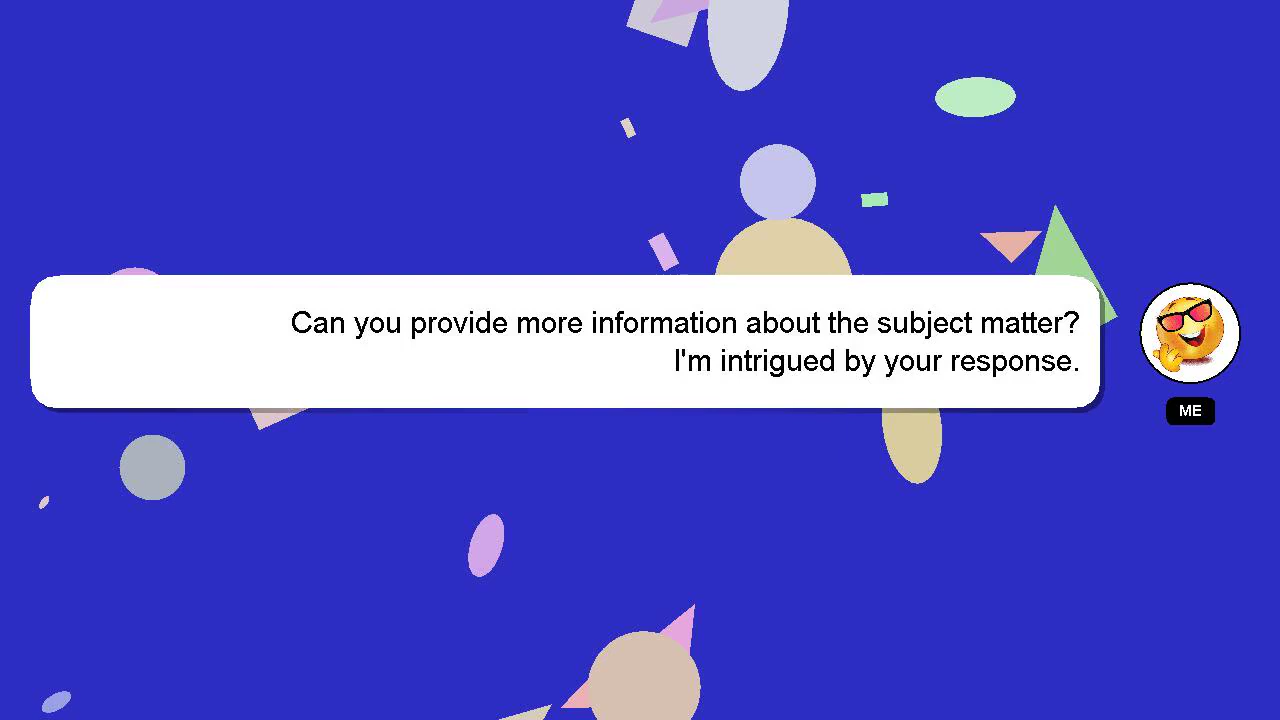 Can you provide more information about the subject matter?
I'm intrigued by your response.
ME